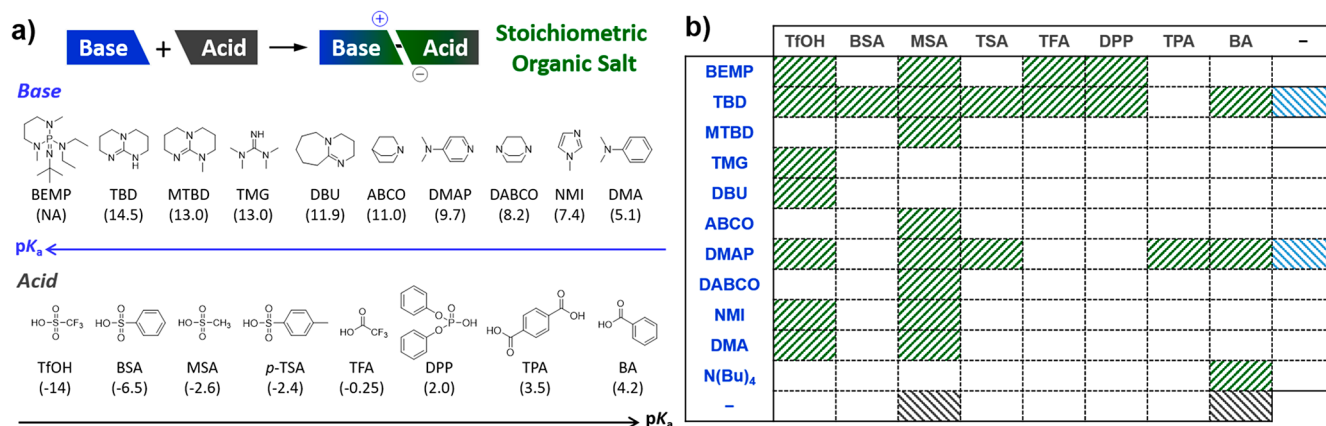 a)
Base + Acid → Base - Acid
⊕
⊖
Stoichiometric
Organic Salt
Base
BEMP TBD MTBD TMG DBU ABCO DMAP DABCO NMI DMA
(NA) (14.5) (13.0) (13.0) (11.9) (11.0) (9.7) (8.2) (7.4) (5.1)
pKa
Acid
TfOH BSA MSA p-TSA TFA DPP TPA BA
(-14) (-6.5) (-2.6) (-2.4) (-0.25) (2.0) (3.5) (4.2)
pKa
b)
TfOH BSA MSA TSA TFA DPP TPA BA –
BEMP
TBD
MTBD
TMG
DBU
ABCO
DMAP
DABCO
NMI
DMA
N(Bu)4
–